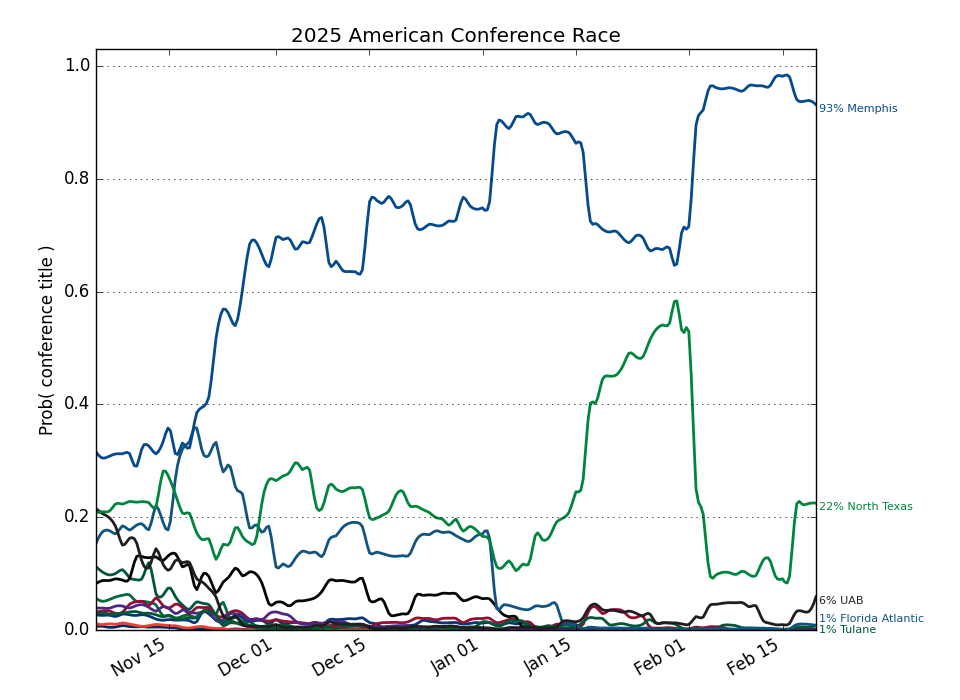 2025 American Conference Race
Prob( conference title )
1.0
0.8
0.6
0.4
0.2
0.0
Nov 15
Dec 01
Dec 15
Jan 01
Jan 15
Feb 01
Feb 15
93% Memphis
22% North Texas
6% UAB
1% Florida Atlantic
1% Tulane